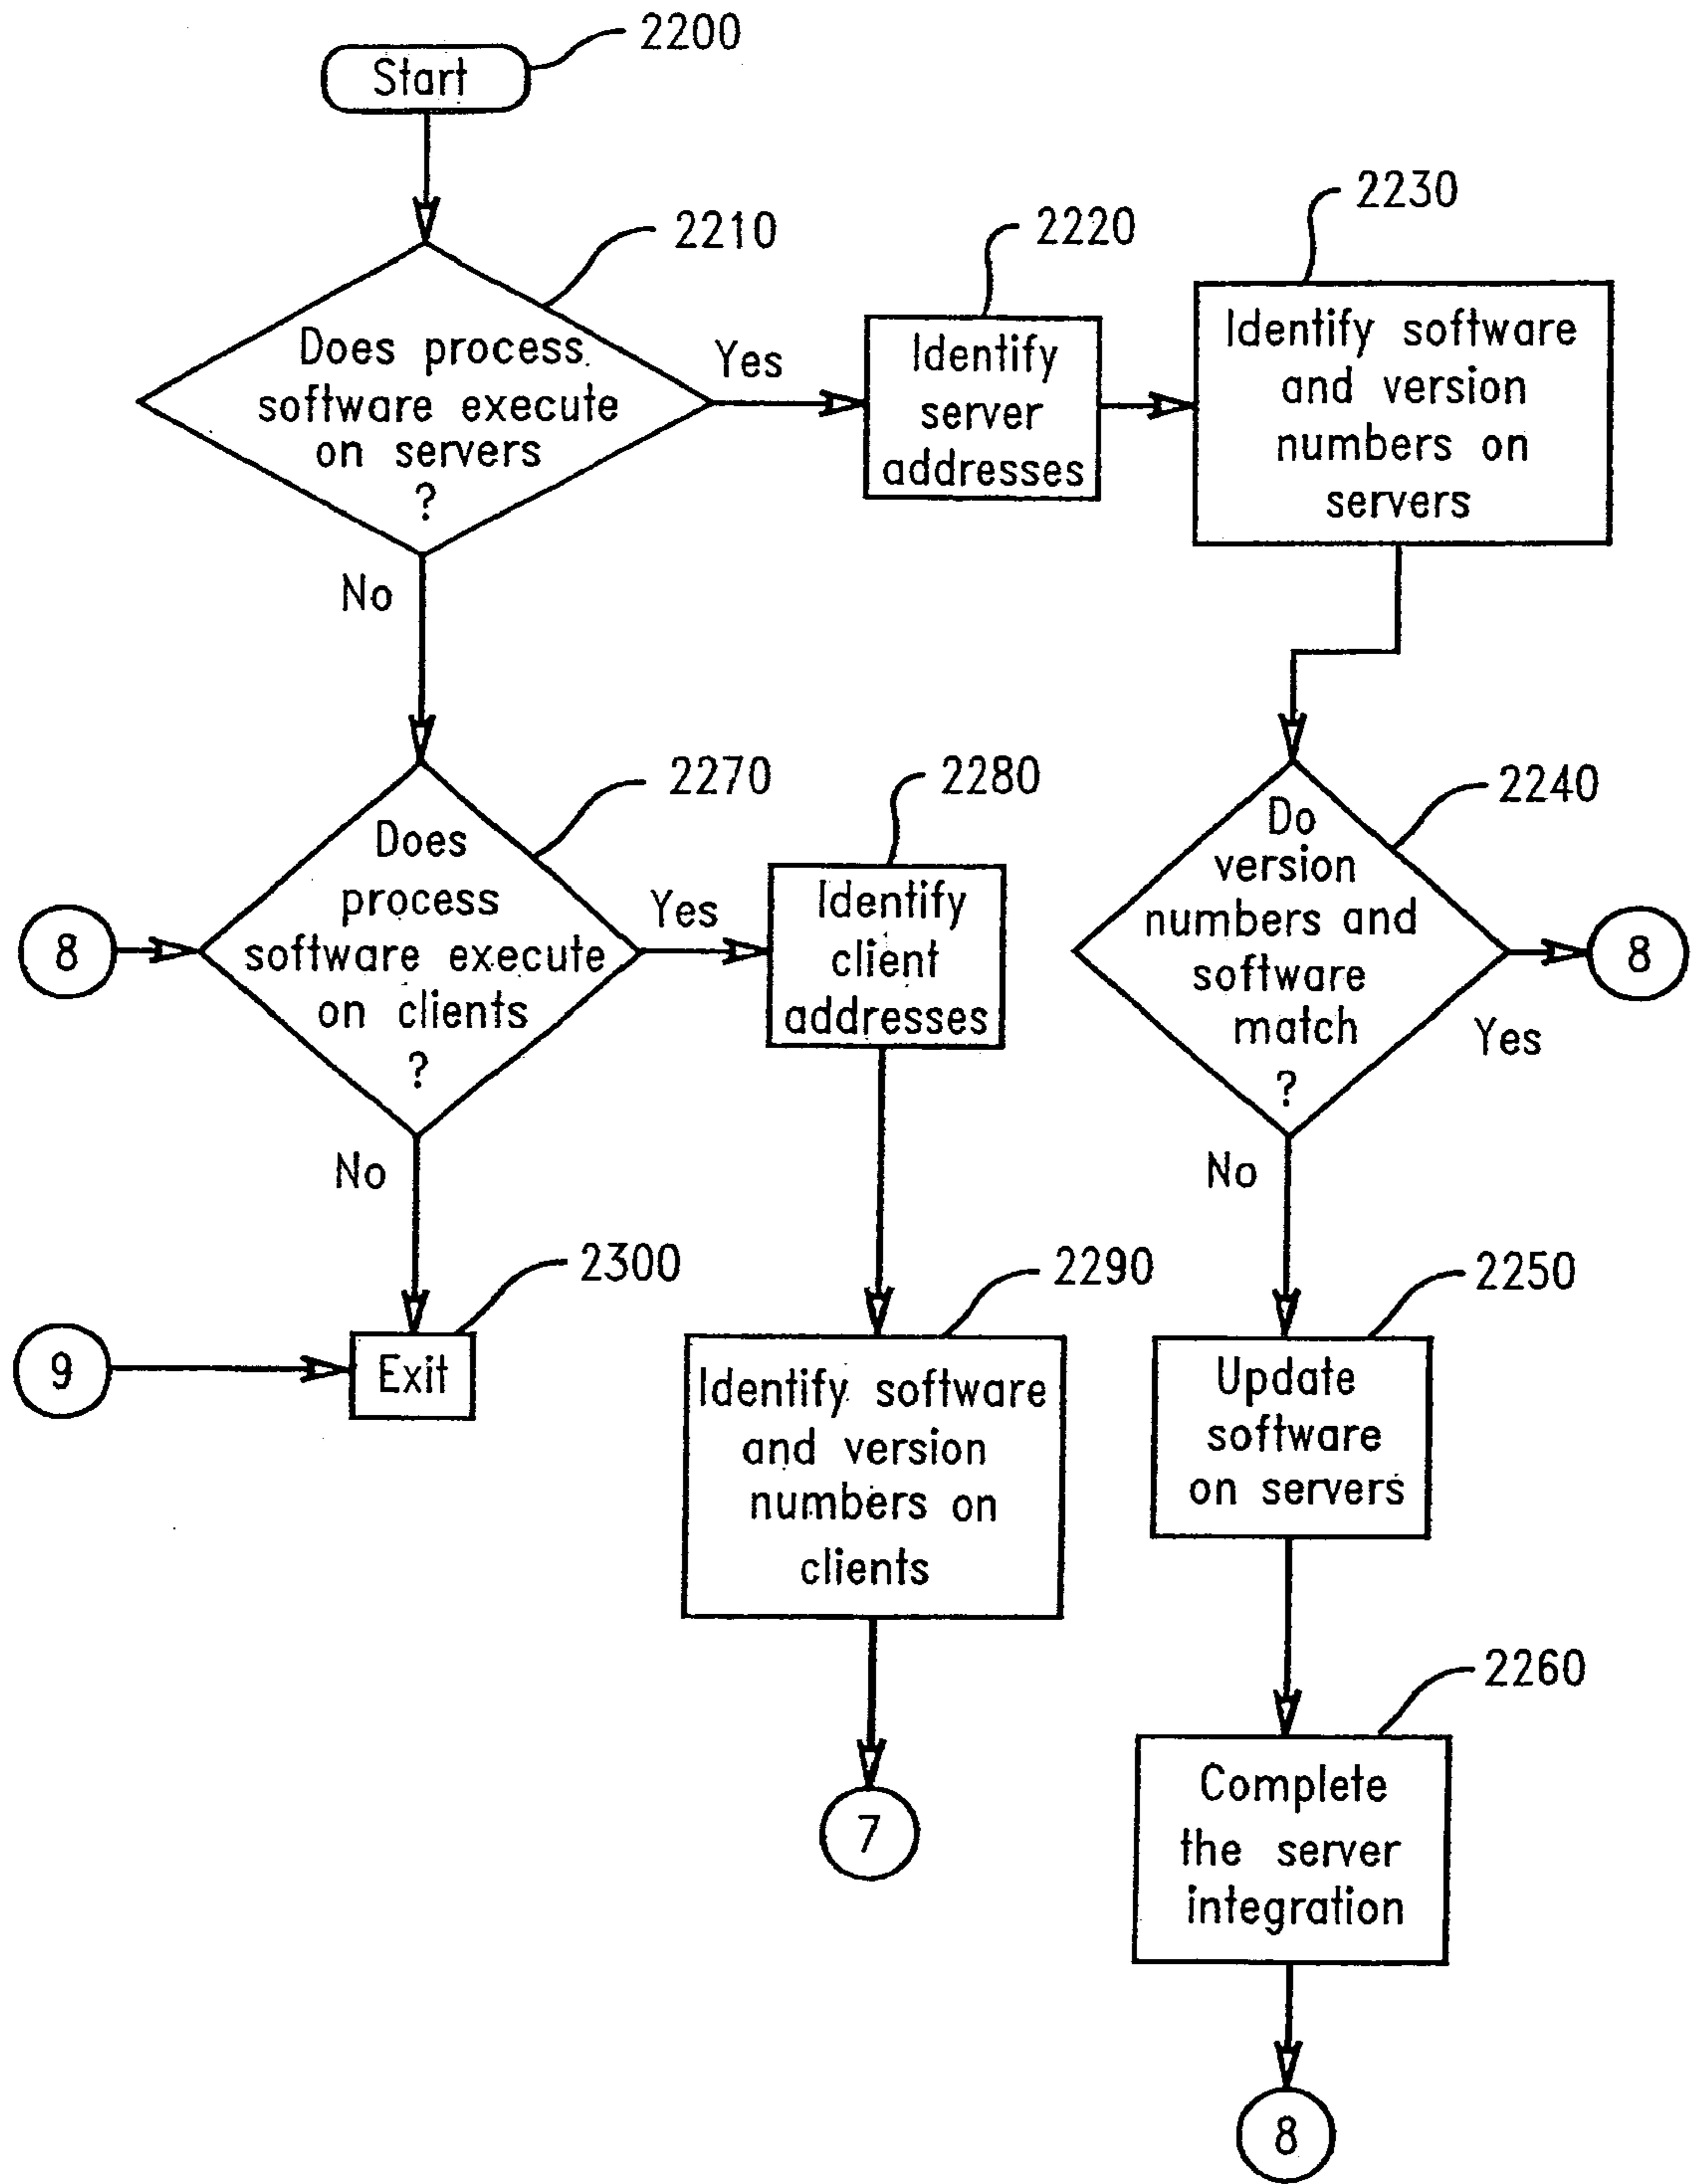 Start
2200
Does process
software execute
on servers
?
2210
Yes
No
Identify
server
addresses
2220
Identify software
and version
numbers on
servers
2230
Does
process
software execute
on clients
?
2270
8
Yes
No
Identify
client
addresses
2280
Do
version
numbers and
software
match
?
2240
8
Yes
No
9
Exit
2300
Identify software
and version
numbers on
clients
2290
7
Update
software
on servers
2250
Complete
the server
integration
2260
8